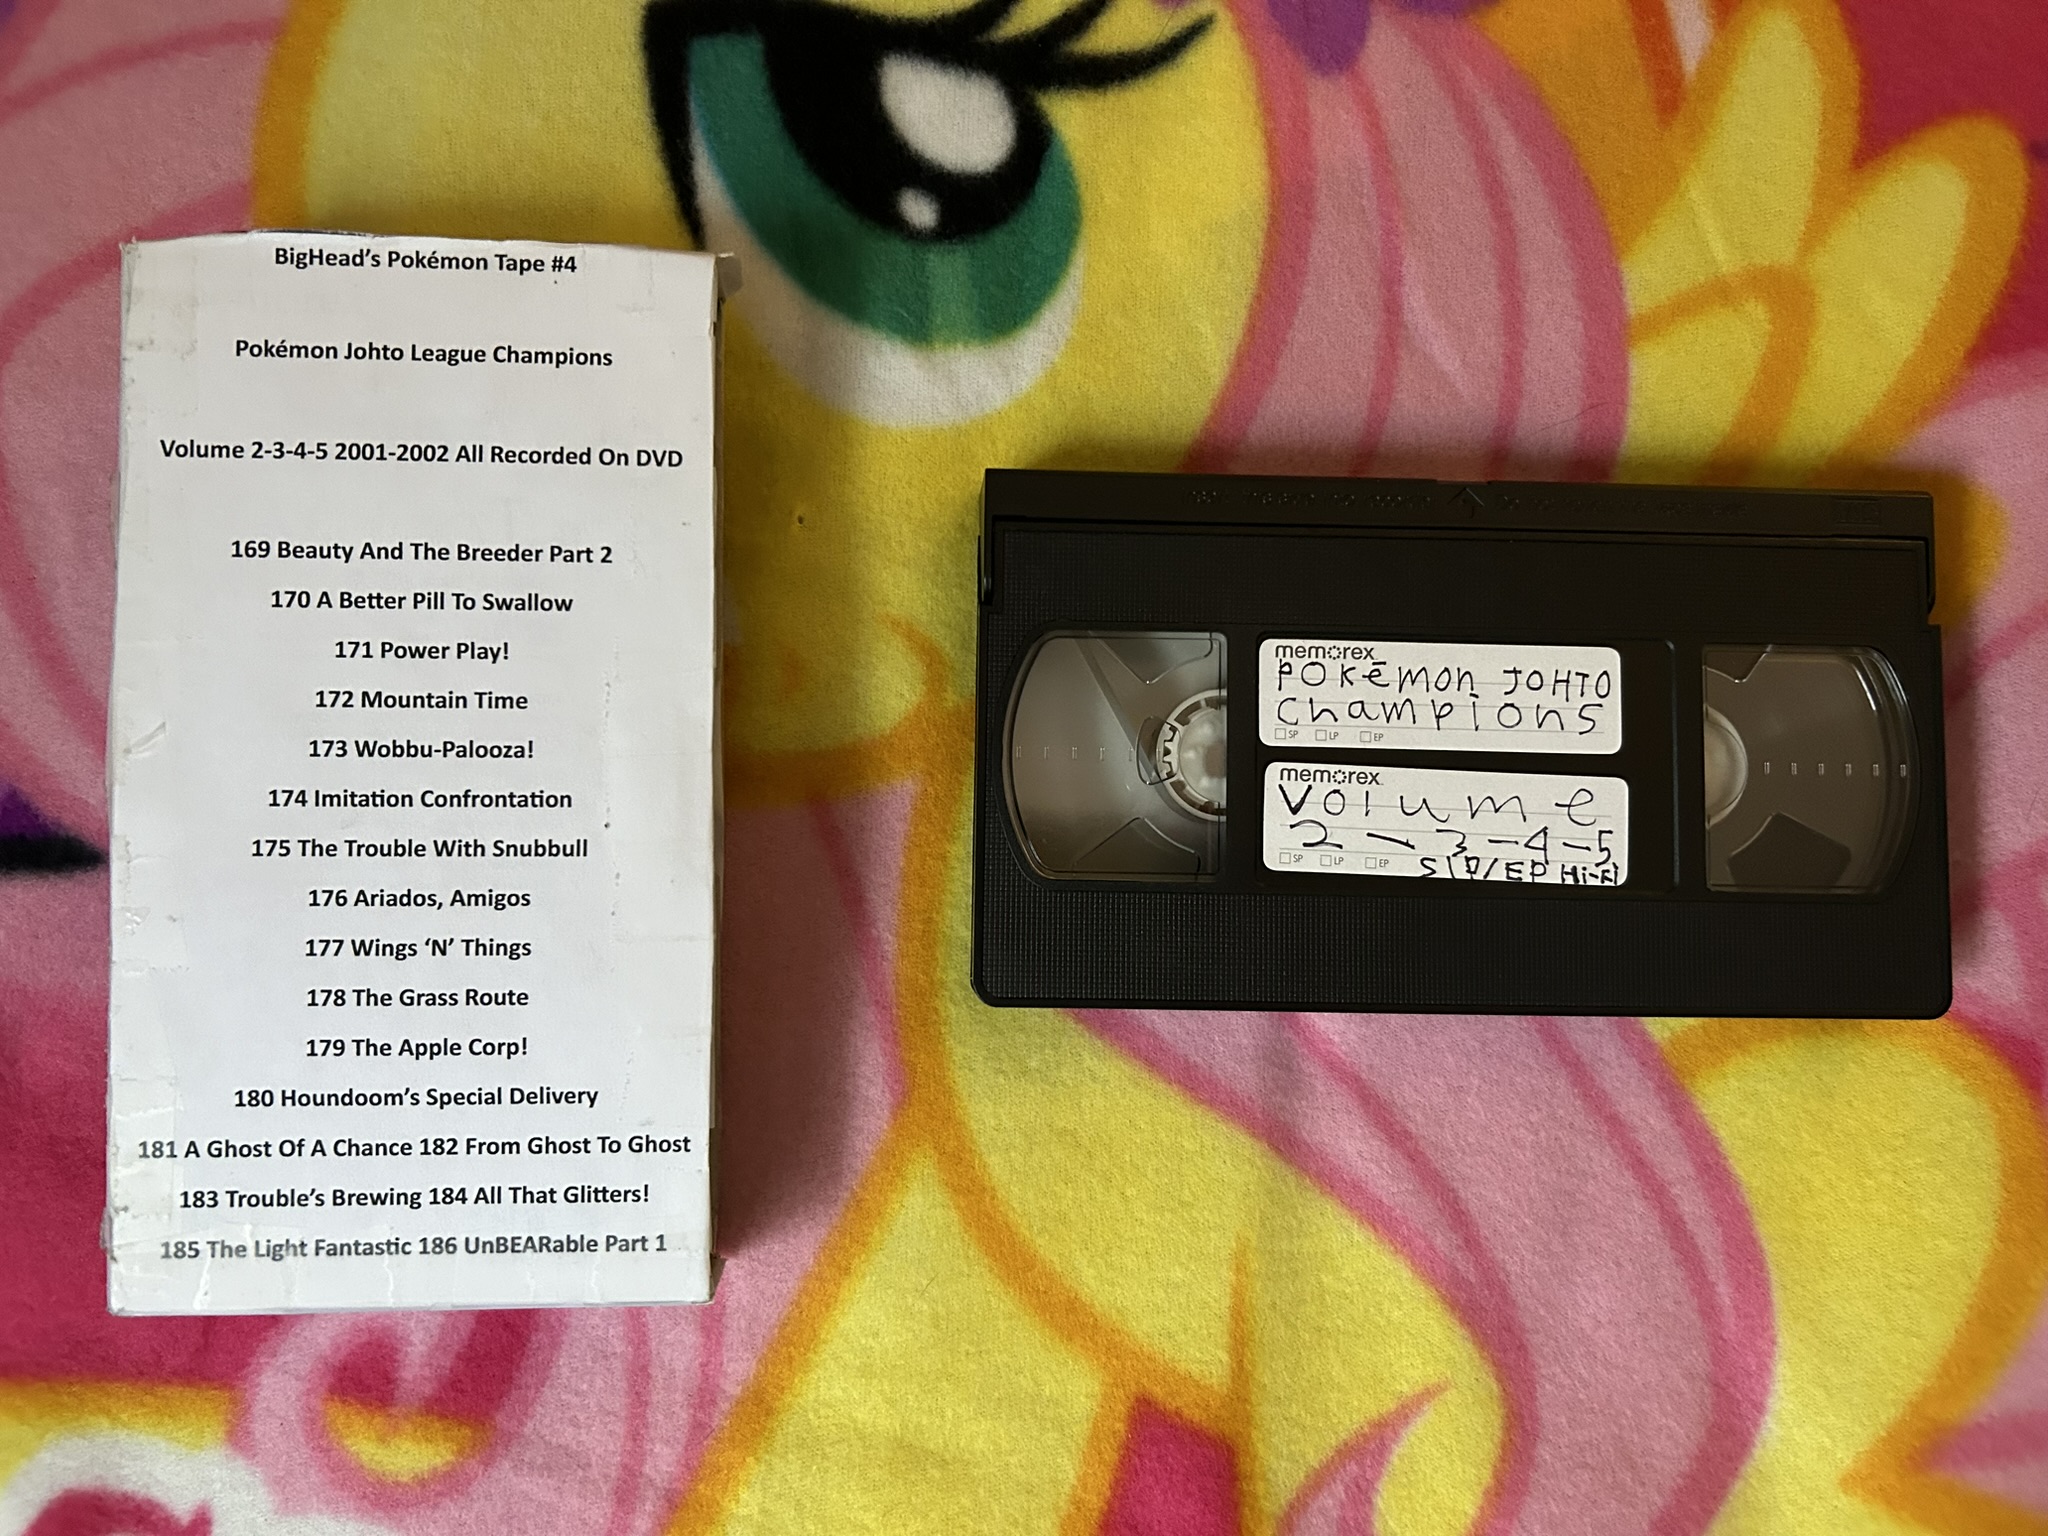 BigHead's Pokémon Tape #4
Pokémon Johto League Champions
Volume 2-3-4-5 2001-2002 All Recorded On DVD
169 Beauty And The Breeder Part 2
170 A Better Pill To Swallow
171 Power Play!
172 Mountain Time
173 Wobbu-Palooza!
174 Imitation Confrontation
175 The Trouble With Snubbull
176 Ariados, Amigos
177 Wings ‘N’ Things
178 The Grass Route
179 The Apple Corp!
180 Houndoom's Special Delivery
181 A Ghost Of A Chance 182 From Ghost To Ghost
183 Trouble's Brewing 184 All That Glitters!
185 The Light Fantastic 186 UnBEARable Part 1
memorex
POKēmon JOHTO
Champions
SP LP EP
memorex
Volume
2-3-4-5
SP LP EP SLP/EP Hi-Fi